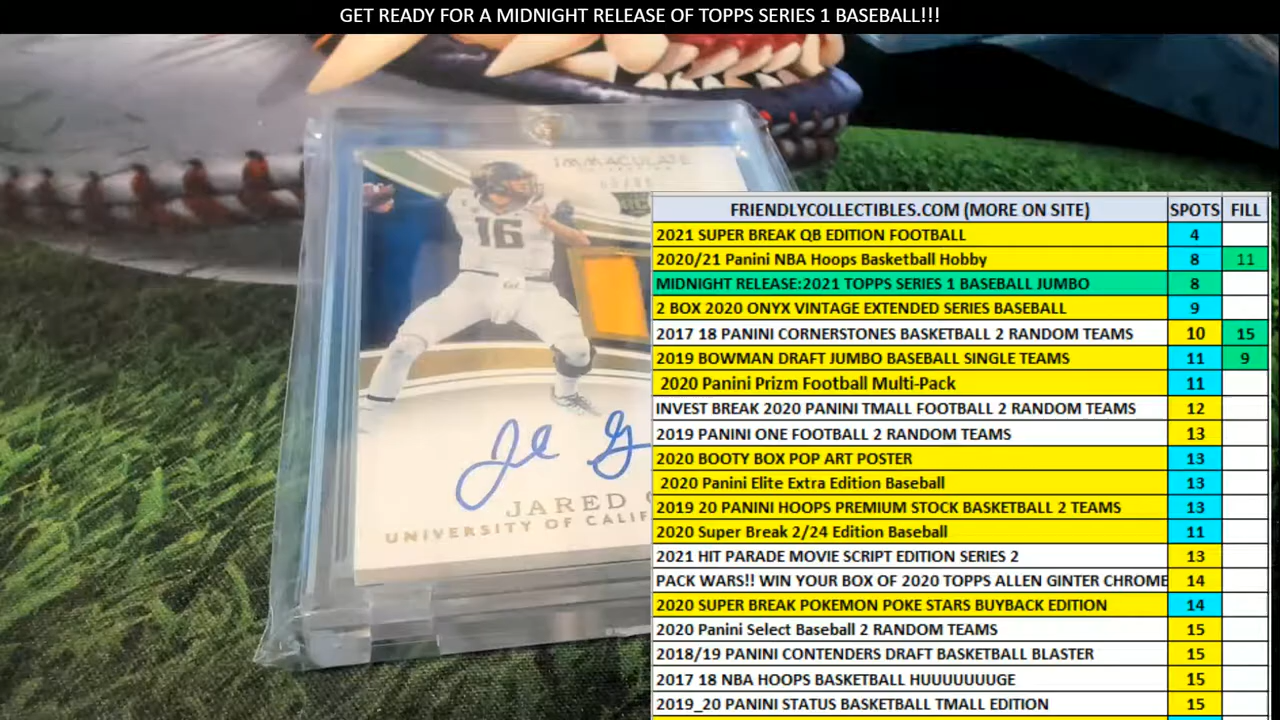 GET READY FOR A MIDNIGHT RELEASE OF TOPPS SERIES 1 BASEBALL!!!
IMMACULATE
16
JARED
UNIVERSITY OF CALIF
FRIENDLYCOLLECTIBLES.COM (MORE ON SITE) SPOTS FILL
2021 SUPER BREAK QB EDITION FOOTBALL 4
2020/21 Panini NBA Hoops Basketball Hobby 8 11
MIDNIGHT RELEASE:2021 TOPPS SERIES 1 BASEBALL JUMBO 8
2 BOX 2020 ONYX VINTAGE EXTENDED SERIES BASEBALL 9
2017 18 PANINI CORNERSTONES BASKETBALL 2 RANDOM TEAMS 10 15
2019 BOWMAN DRAFT JUMBO BASEBALL SINGLE TEAMS 11 9
2020 Panini Prizm Football Multi-Pack 11
INVEST BREAK 2020 PANINI TMALL FOOTBALL 2 RANDOM TEAMS 12
2019 PANINI ONE FOOTBALL 2 RANDOM TEAMS 13
2020 BOOTY BOX POP ART POSTER 13
2020 Panini Elite Extra Edition Baseball 13
2019 20 PANINI HOOPS PREMIUM STOCK BASKETBALL 2 TEAMS 13
2020 Super Break 2/24 Edition Baseball 11
2021 HIT PARADE MOVIE SCRIPT EDITION SERIES 2 13
PACK WARS!! WIN YOUR BOX OF 2020 TOPPS ALLEN GINTER CHROME 14
2020 SUPER BREAK POKEMON POKE STARS BUYBACK EDITION 14
2020 Panini Select Baseball 2 RANDOM TEAMS 15
2018/19 PANINI CONTENDERS DRAFT BASKETBALL BLASTER 15
2017 18 NBA HOOPS BASKETBALL HUUUUUUUGE 15
2019_20 PANINI STATUS BASKETBALL TMALL EDITION 15